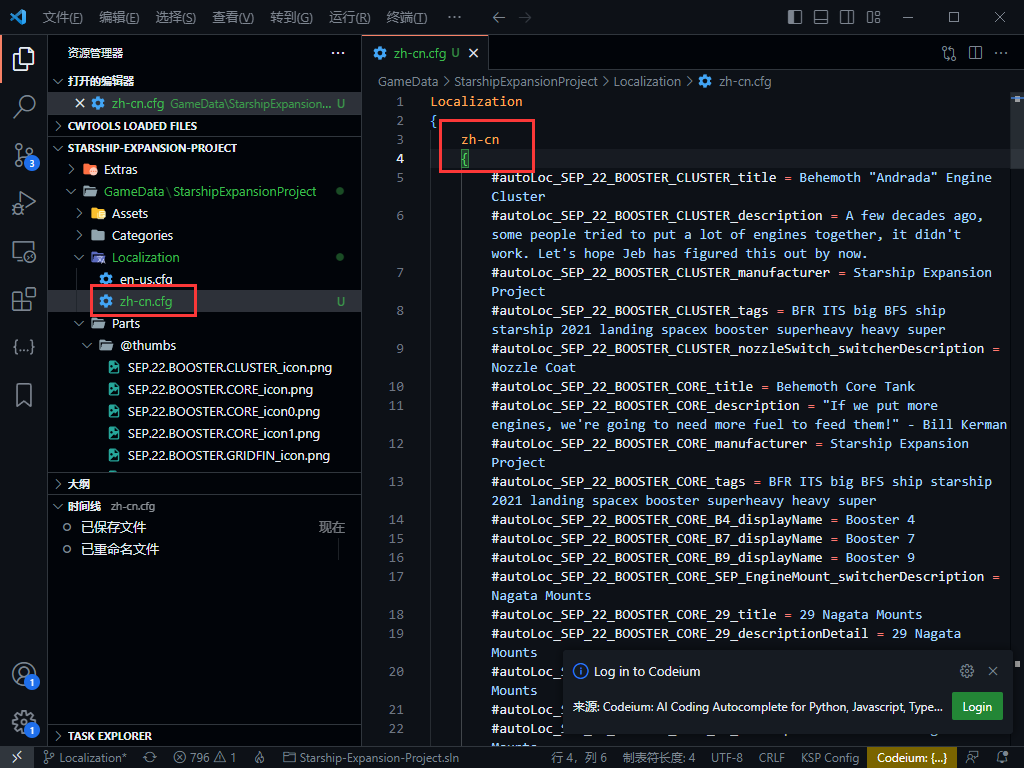 文件(F) 编辑(E) 选择(S) 查看(V) 转到(G) 运行(R) 终端(T) ···
资源管理器
打开的编辑器
zh-cn.cfg GameData\StarshipExpansion... U
CWTOOLS LOADED FILES
STARSHIP-EXPANSION-PROJECT
Extras
GameData \ StarshipExpansionProject
Assets
Categories
Localization
en-us.cfg
zh-cn.cfg U
Parts
@thumbs
SEP.22.BOOSTER.CLUSTER_icon.png
SEP.22.BOOSTER.CORE_icon.png
SEP.22.BOOSTER.CORE_icon0.png
SEP.22.BOOSTER.CORE_icon1.png
SEP.22.BOOSTER.GRIDFIN_icon.png
大纲
时间线 zh-cn.cfg
已保存文件 现在
已重命名文件
TASK EXPLORER
3
1
1
zh-cn.cfg U
GameData > StarshipExpansionProject > Localization > zh-cn.cfg
1 Localization
2 {
3 zh-cn
4 {
5 #autoLoc_SEP_22_BOOSTER_CLUSTER_title = Behemoth "Andrada" Engine
Cluster
6 #autoLoc_SEP_22_BOOSTER_CLUSTER_description = A few decades ago,
some people tried to put a lot of engines together, it didn't
work. Let's hope Jeb has figured this out by now.
7 #autoLoc_SEP_22_BOOSTER_CLUSTER_manufacturer = Starship Expansion
Project
8 #autoLoc_SEP_22_BOOSTER_CLUSTER_tags = BFR ITS big BFS ship
starship 2021 landing spacex booster superheavy heavy super
9 #autoLoc_SEP_22_BOOSTER_CLUSTER_nozzleSwitch_switcherDescription =
Nozzle Coat
10 #autoLoc_SEP_22_BOOSTER_CORE_title = Behemoth Core Tank
11 #autoLoc_SEP_22_BOOSTER_CORE_description = "If we put more
engines, we're going to need more fuel to feed them!" - Bill Kerman
12 #autoLoc_SEP_22_BOOSTER_CORE_manufacturer = Starship Expansion
Project
13 #autoLoc_SEP_22_BOOSTER_CORE_tags = BFR ITS big BFS ship starship
2021 landing spacex booster superheavy heavy super
14 #autoLoc_SEP_22_BOOSTER_CORE_B4_displayName = Booster 4
15 #autoLoc_SEP_22_BOOSTER_CORE_B7_displayName = Booster 7
16 #autoLoc_SEP_22_BOOSTER_CORE_B9_displayName = Booster 9
17 #autoLoc_SEP_22_BOOSTER_CORE_SEP_EngineMount_switcherDescription =
Nagata Mounts
18 #autoLoc_SEP_22_BOOSTER_CORE_29_title = 29 Nagata Mounts
19 #autoLoc_SEP_22_BOOSTER_CORE_29_descriptionDetail = 29 Nagata
Mounts
20 #autoLoc_S
Mounts
21 #autoLoc_S
22 #autoLoc_S
Log in to Codeium
来源: Codeium: AI Coding Autocomplete for Python, Javascript, Type...
Login
Localization* 796 1 Starship-Expansion-Project.sln 行 4，列 6 制表符长度: 4 UTF-8 CRLF KSP Config Codeium: {...}